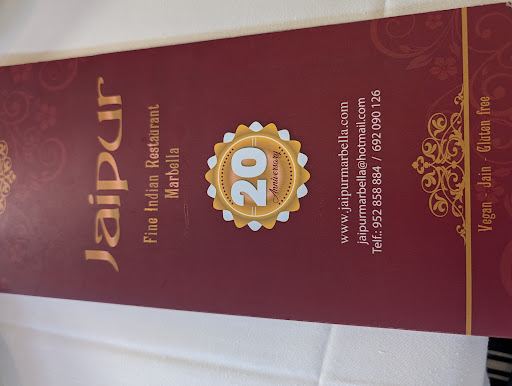 Jaipur
Fine Indian Restaurant
Marbella
20
Anniversary
www.jaipurmarbella.com
jaipurmarbella@hotmail.com
Telf.: 952 858 884 / 692 090 126
Vegan - Jain - Gluten free